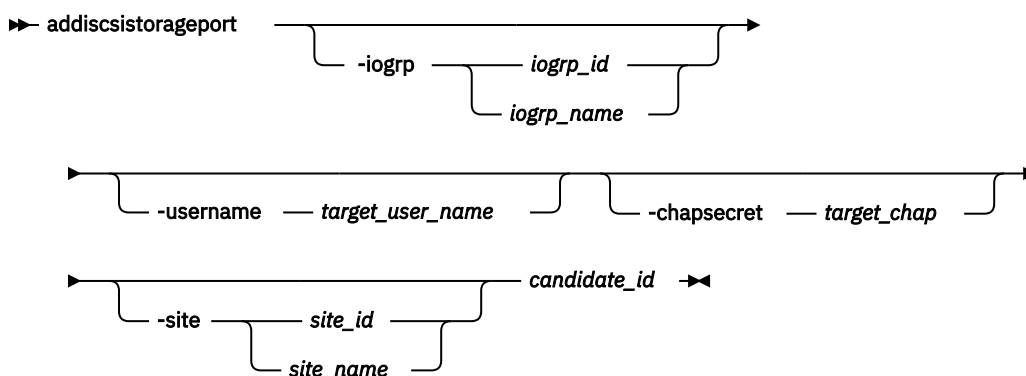 addiscsistorageport
-iogrp iogrp_id
iogrp_name
-username target_user_name -chapsecret target_chap
candidate_id
-site site_id
site_name